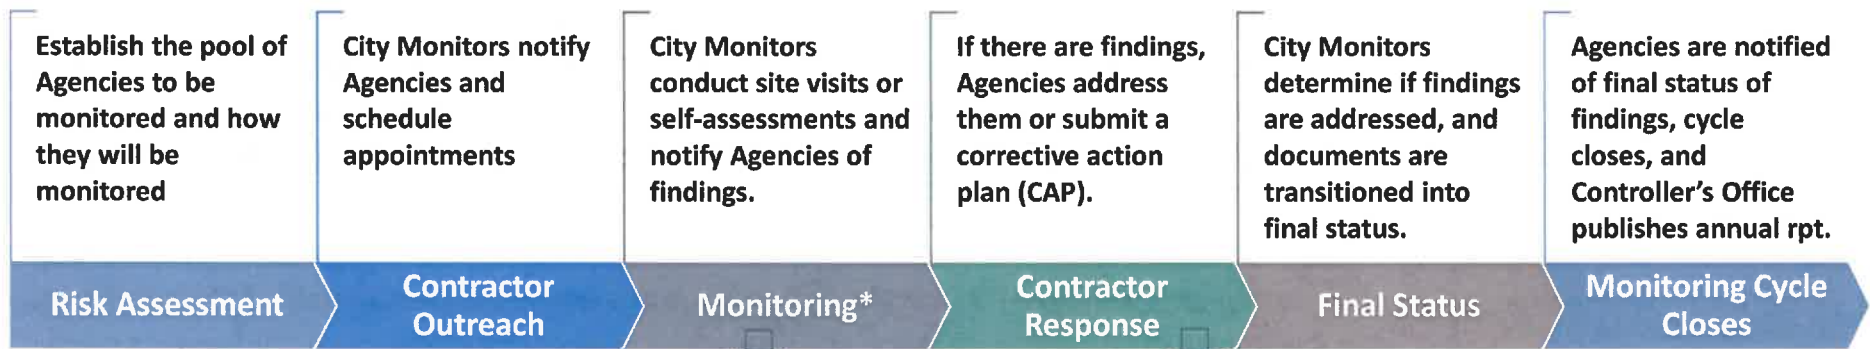 Establish the pool of
Agencies to be
monitored and how
they will be
monitored
Risk Assessment
City Monitors notify
Agencies and
schedule
appointments
Contractor
Outreach
City Monitors
conduct site visits or
self-assessments and
notify Agencies of
findings.
Monitoring*
If there are findings,
Agencies address
them or submit a
corrective action
plan (CAP).
Contractor
Response
City Monitors
determine if findings
are addressed, and
documents are
transitioned into
final status.
Final Status
Agencies are notified
of final status of
findings, cycle
closes, and
Controller's Office
publishes annual rpt.
Monitoring Cycle
Closes